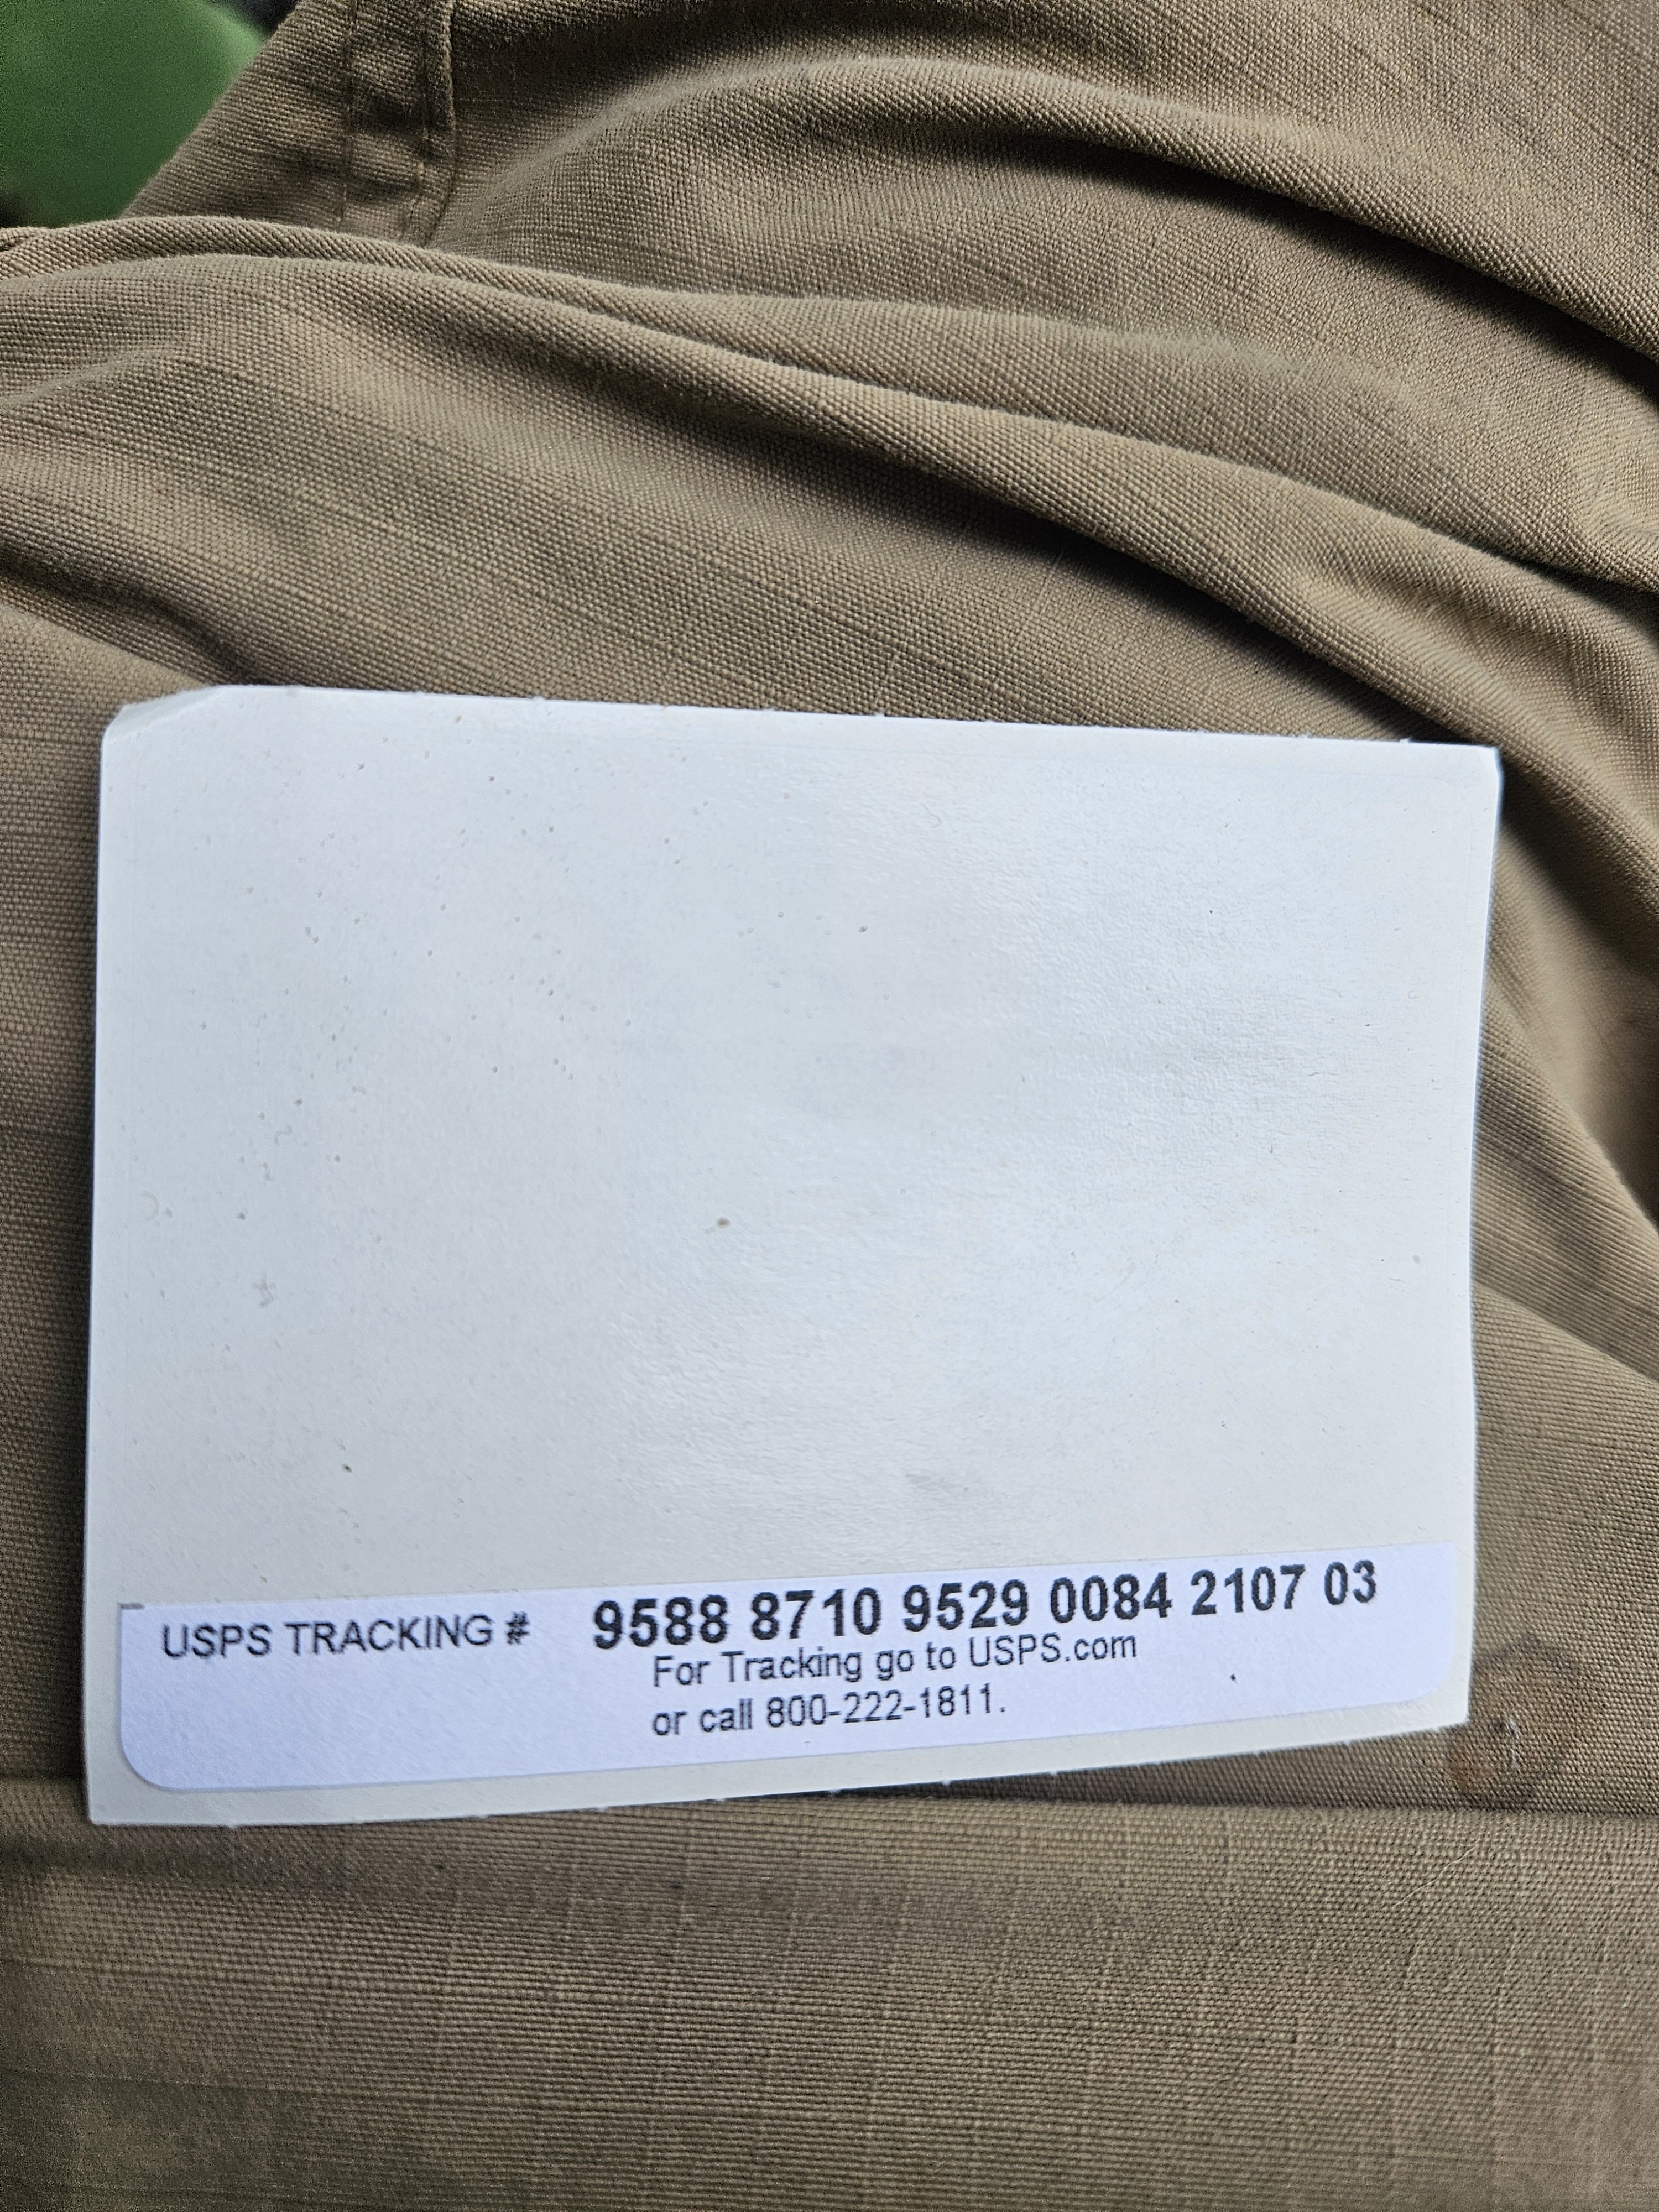 USPS TRACKING # 9588 8710 9529 0084 2107 03
For Tracking go to USPS.com
or call 800-222-1811.